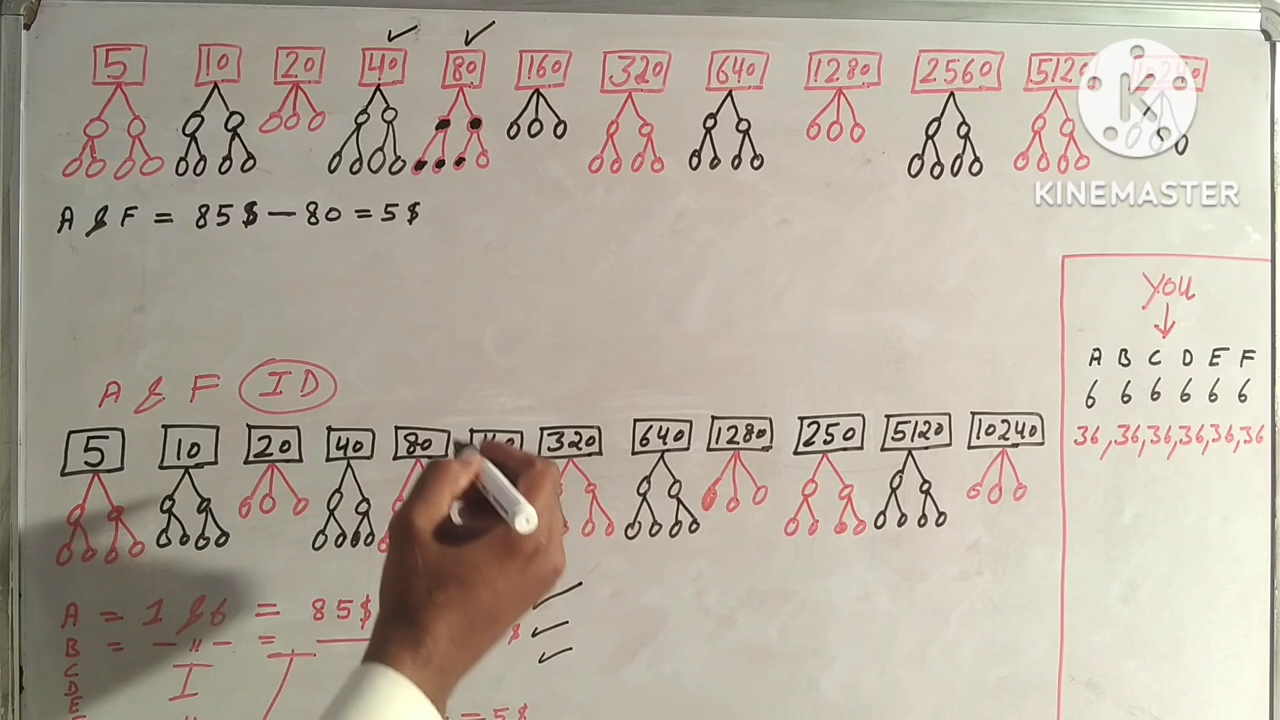 5 10 20 40 80 160 320 640 1280 2560 5120
K
KINEMASTER
A & F = 85$ - 80 = 5$
YOU
A B C D E F
6 6 6 6 6 6
36, 36, 36, 36, 36, 36
A & F ID
5 10 20 40 80 320 640 1280 250 5120 10240
A = 1 & 6 = 85$
B = - " - = $
C
D
E
= 5$